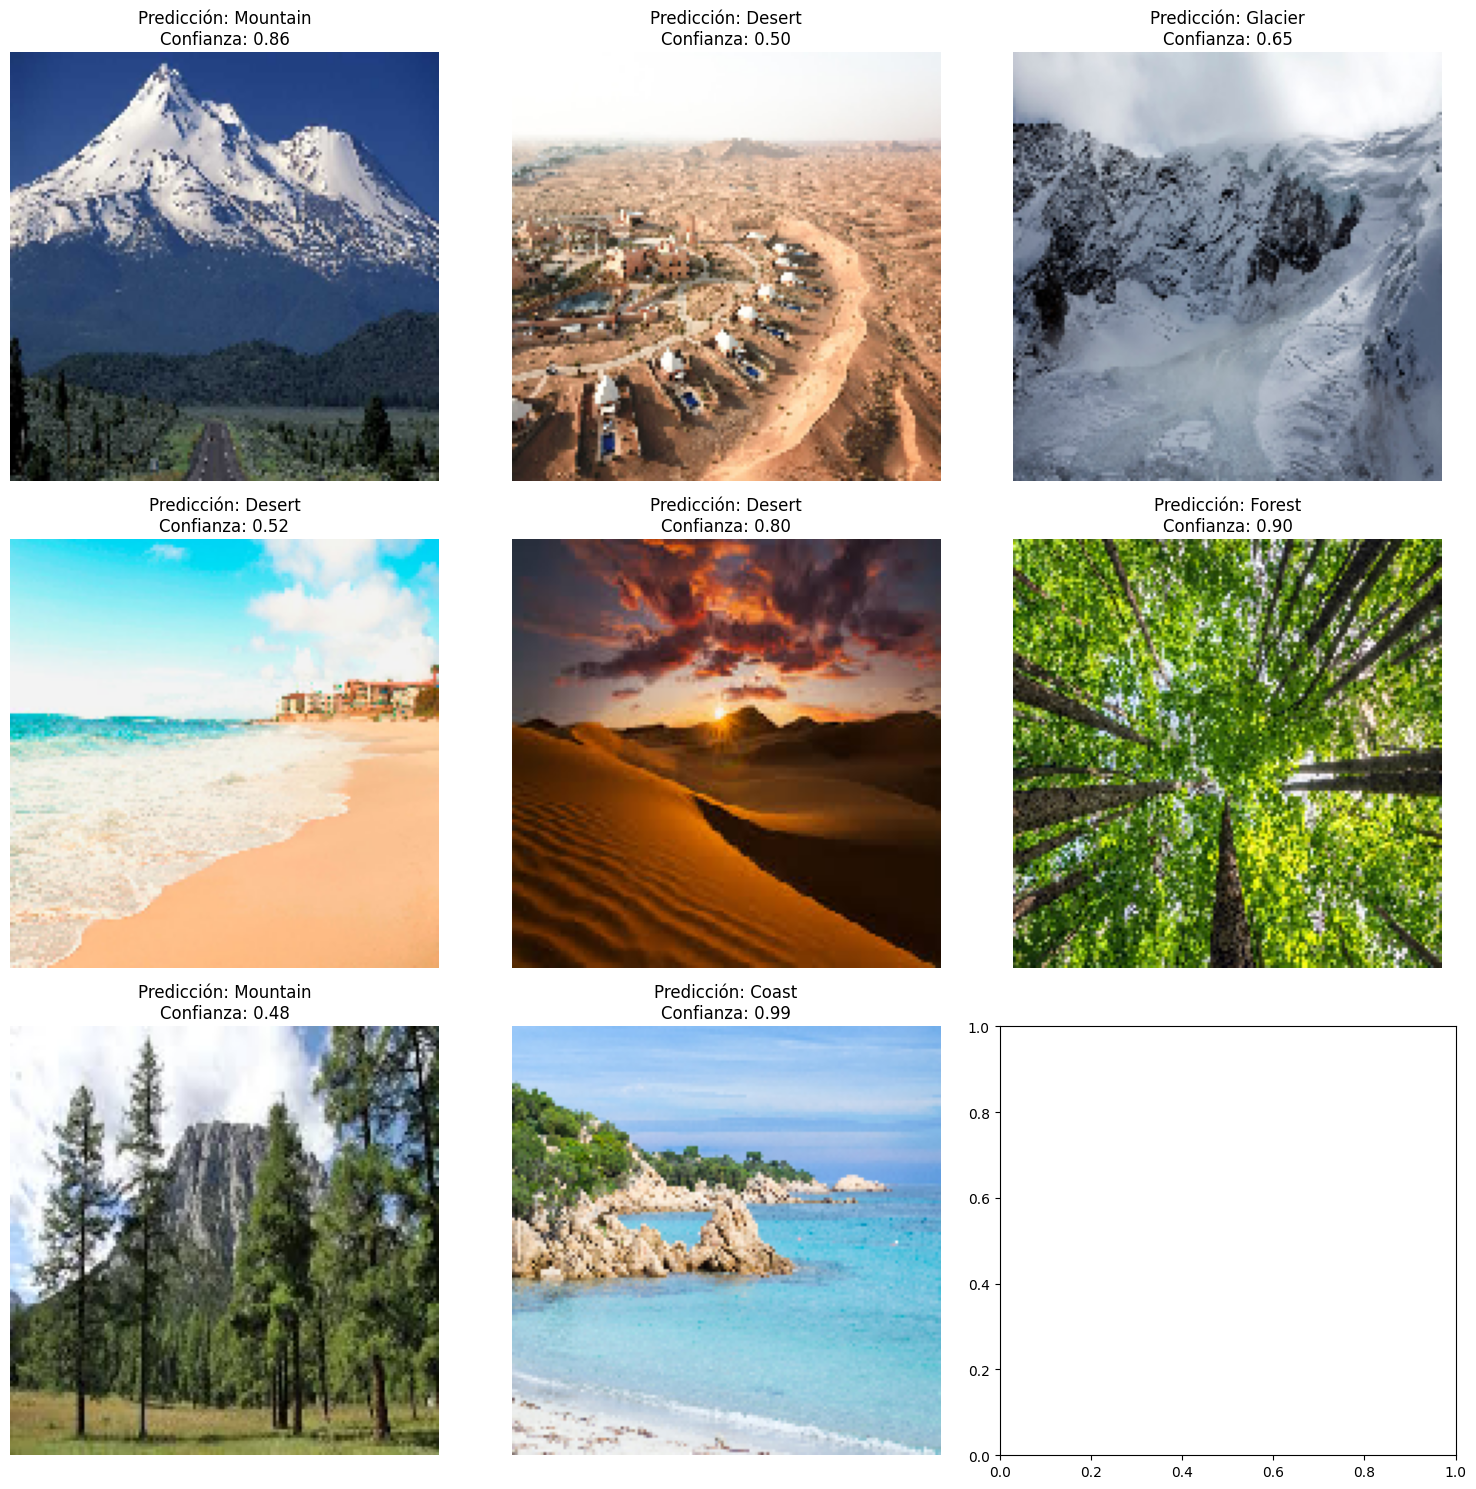 Predicción: Mountain
Confianza: 0.86
Predicción: Desert
Confianza: 0.50
Predicción: Glacier
Confianza: 0.65
Predicción: Desert
Confianza: 0.52
Predicción: Desert
Confianza: 0.80
Predicción: Forest
Confianza: 0.90
Predicción: Mountain
Confianza: 0.48
Predicción: Coast
Confianza: 0.99
1.0
0.8
0.6
0.4
0.2
0.0
0.0 0.2 0.4 0.6 0.8 1.0